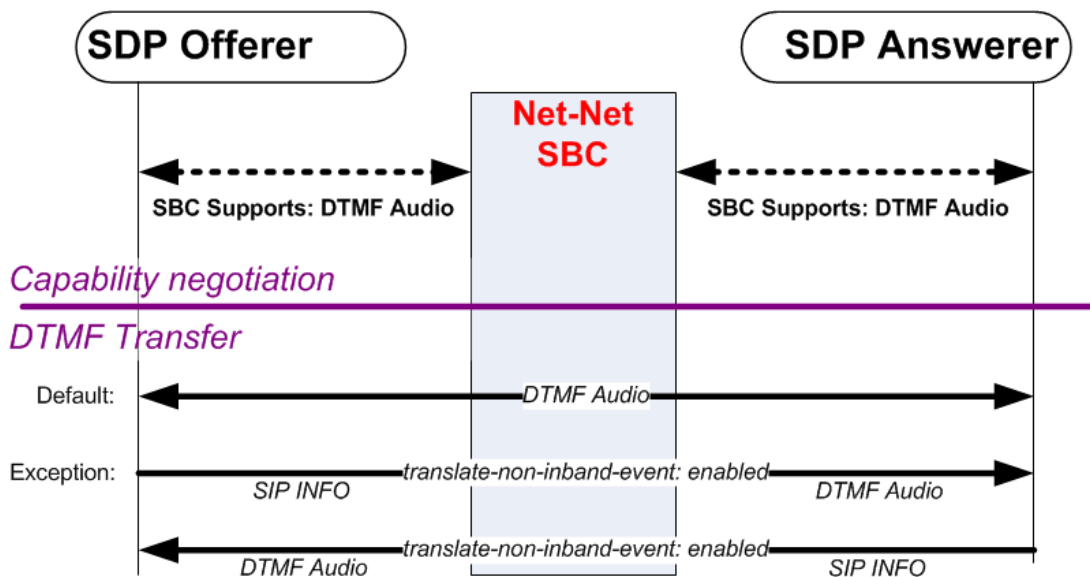 SDP Offerer
SDP Answerer
Net-Net
SBC
SBC Supports: DTMF Audio
SBC Supports: DTMF Audio
Capability negotiation
DTMF Transfer
Default:
DTMF Audio
Exception:
translate-non-inband-event: enabled
SIP INFO
DTMF Audio
translate-non-inband-event: enabled
DTMF Audio
SIP INFO